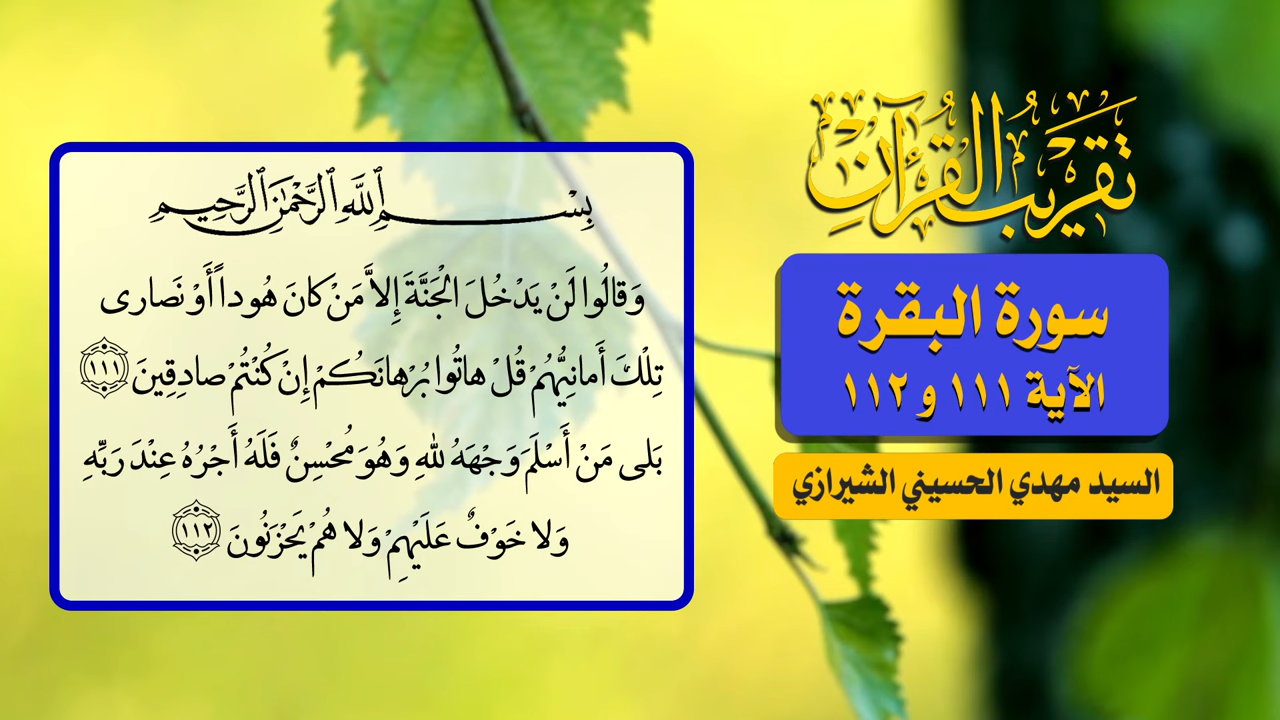 تقريب القرآن
سورة البقرة
الآية ١١١ و ١١٢
السيد مهدي الحسيني الشيرازي
بِسْمِ ٱللَّهِ ٱلرَّحْمَٰنِ ٱلرَّحِيمِ
وَقالُوا لَنْ يَدْخُلَ الْجَنَّةَ إِلاَّ مَنْ كانَ هُوداً أَوْ نَصارى
تِلْكَ أَمانِيُّهُمْ قُلْ هاتُوا بُرْهانَكُمْ إِنْ كُنْتُمْ صادِقِينَ ١١١
بَلى مَنْ أَسْلَمَ وَجْهَهُ لِلَّهِ وَهُوَ مُحْسِنٌ فَلَهُ أَجْرُهُ عِنْدَ رَبِّهِ
وَلا خَوْفٌ عَلَيْهِمْ وَلا هُمْ يَحْزَنُونَ ١١٢